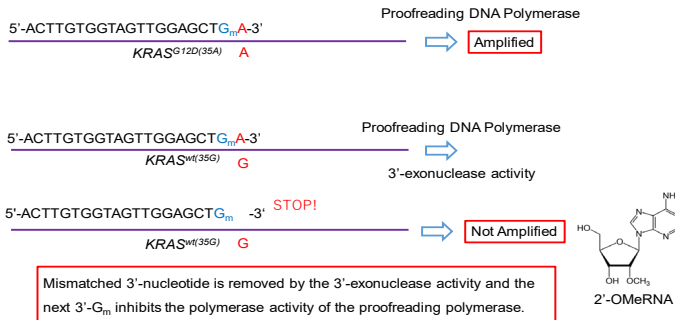 Proofreading DNA Polymerase
5'-ACTTGTGGTAGTTGGAGCTGmA-3'
KRASG12D(35A) A
Amplified
Proofreading DNA Polymerase
5'-ACTTGTGGTAGTTGGAGCTGmA-3'
KRASwt(35G) G
3'-exonuclease activity
5'-ACTTGTGGTAGTTGGAGCTGm -3' STOP!
KRASwt(35G) G
Not Amplified
Mismatched 3'-nucleotide is removed by the 3'-exonuclease activity and the
next 3'-Gm inhibits the polymerase activity of the proofreading polymerase.
NH
N
N
N
N
HO
O
OH
OCH3
2'-OMeRNA